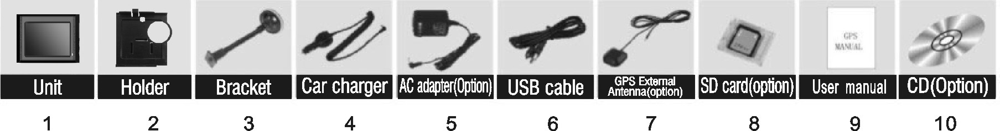 GPS
MANUAL
Unit
Holder
Bracket
Car charger
AC adapter(Option)
USB cable
GPS External
Antenna(option)
SD card(option)
User manual
CD(Option)
1
2
3
4
5
6
7
8
9
10